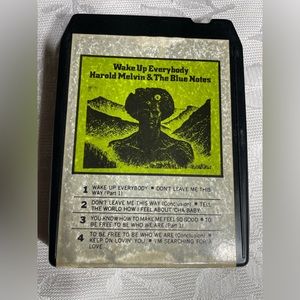 Wake Up Everybody
Harold Melvin & The Blue Notes
1 WAKE UP EVERYBODY • DON'T LEAVE ME THIS
WAY (Part 1)
2 DON'T LEAVE ME THIS WAY (Conclusion) • TELL
THE WORLD HOW I FEEL ABOUT 'CHA BABY
3 YOU KNOW HOW TO MAKE ME FEEL SO GOOD • TO
BE FREE TO BE WHO WE ARE (Part 1)
4 TO BE FREE TO BE WHO WE ARE (Conclusion) •
KEEP ON LOVIN' YOU • I'M SEARCHING FOR A
LOVE